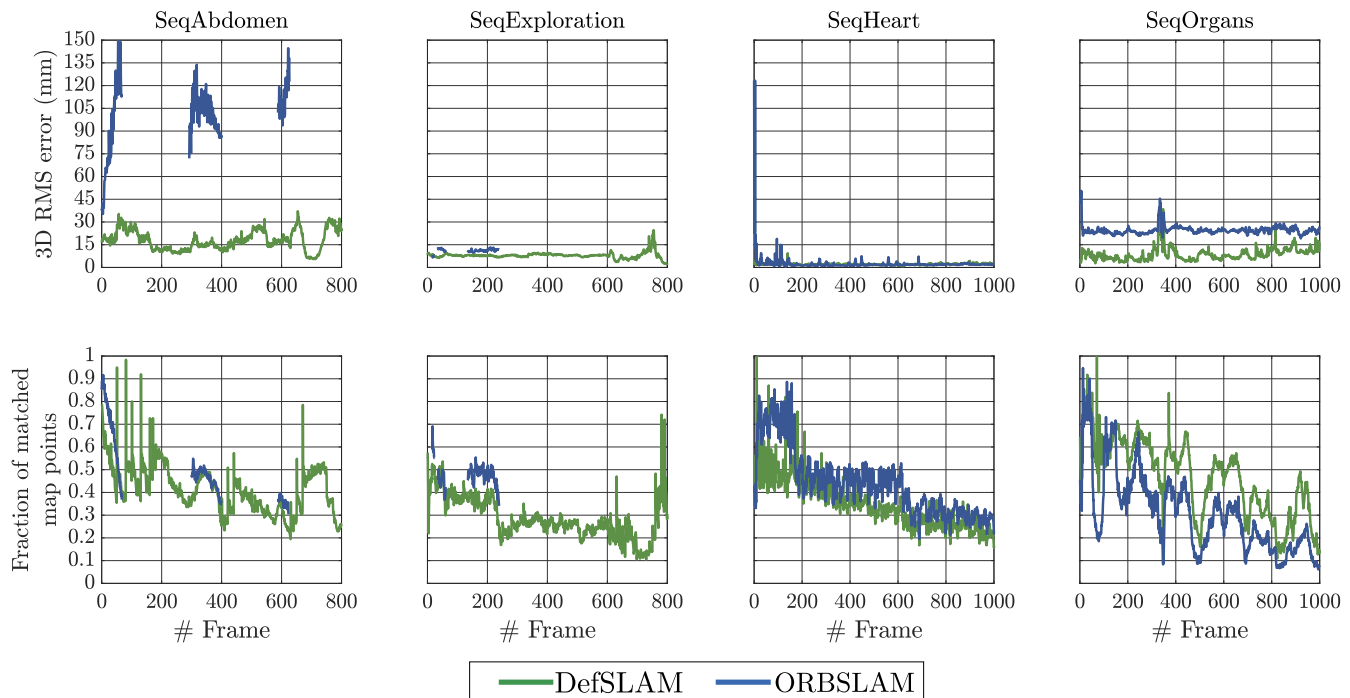 SeqAbdomen SeqExploration SeqHeart SeqOrgans
3D RMS error (mm)
150
135
120
105
90
75
60
45
30
15
0
0 200 400 600 800 0 200 400 600 800 0 200 400 600 800 1000 0 200 400 600 800 1000
Fraction of matched
map points
1
0.9
0.8
0.7
0.6
0.5
0.4
0.3
0.2
0.1
0
0 200 400 600 800 0 200 400 600 800 0 200 400 600 800 1000 0 200 400 600 800 1000
# Frame # Frame # Frame # Frame
DefSLAM ORBSLAM